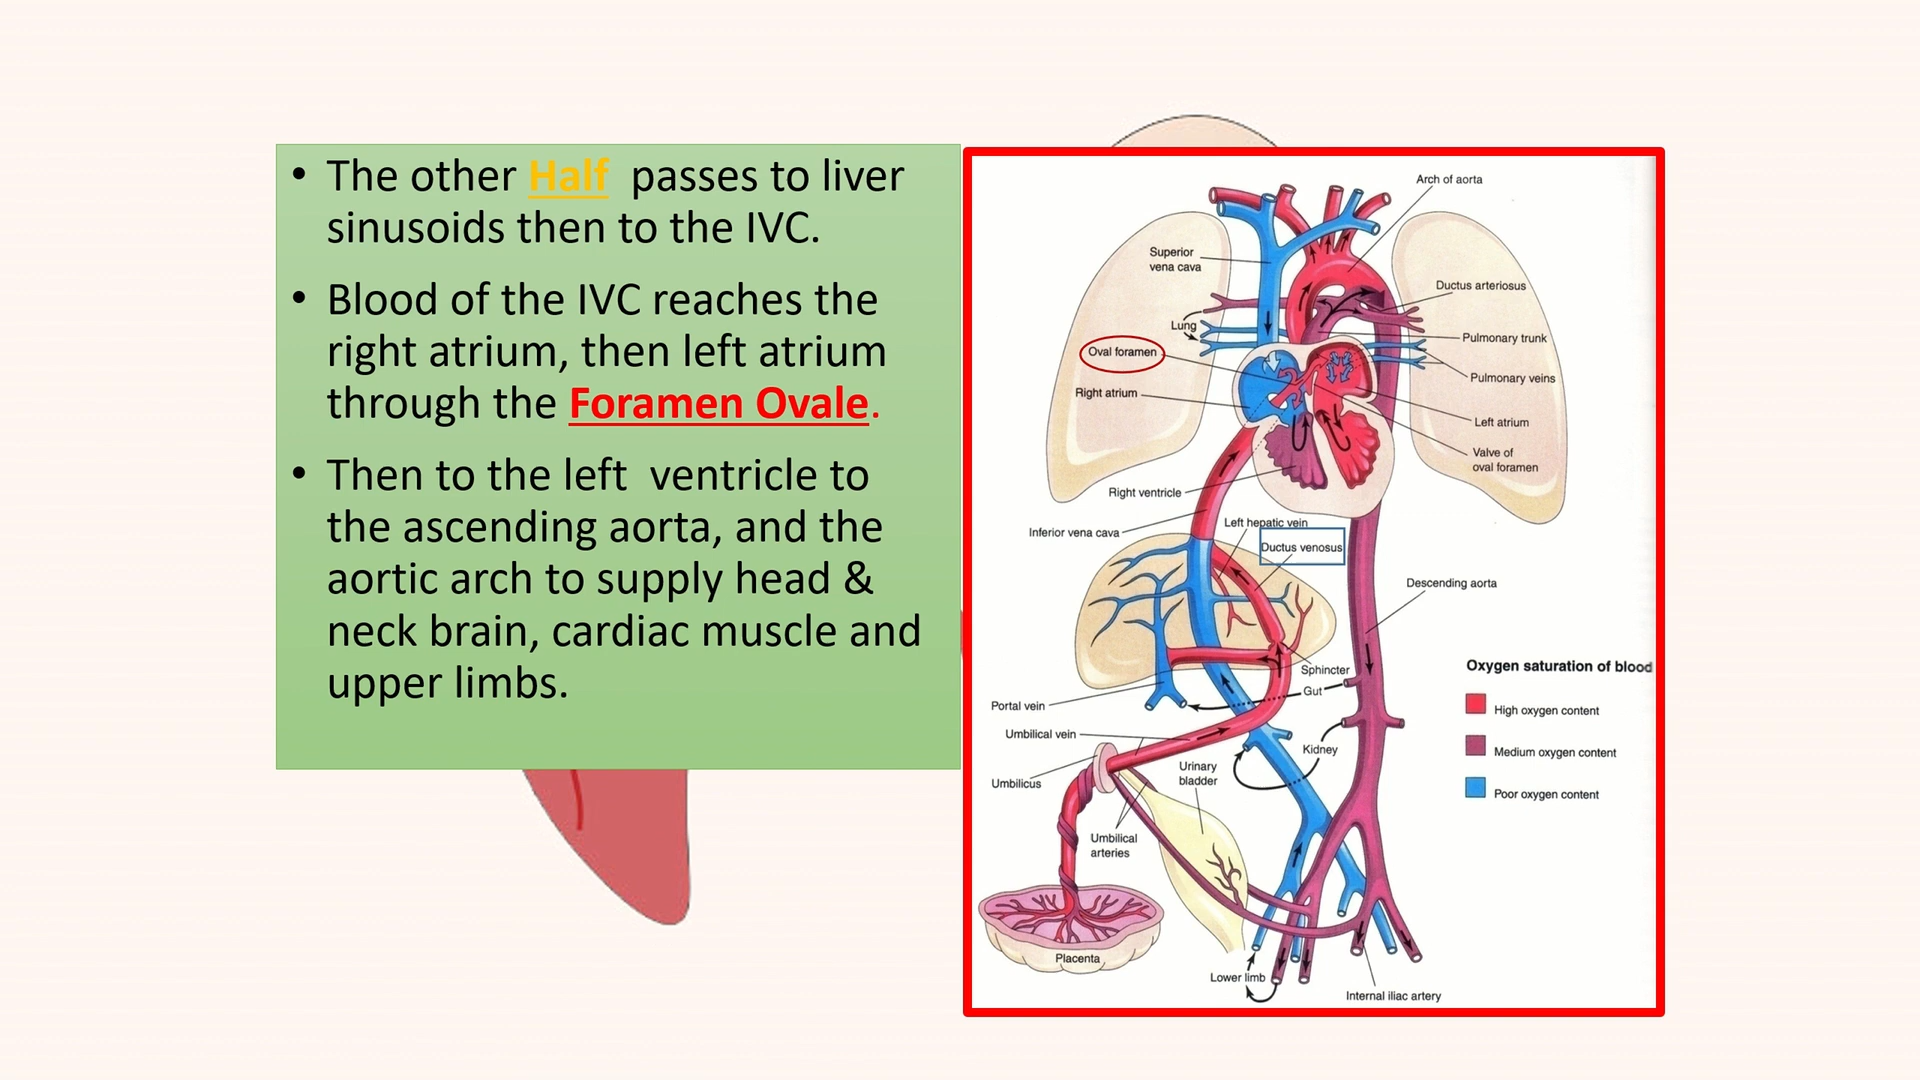 • The other Half  passes to liver
sinusoids then to the IVC.
• Blood of the IVC reaches the
right atrium, then left atrium
through the Foramen Ovale.
• Then to the left  ventricle to
the ascending aorta, and the
aortic arch to supply head &
neck brain, cardiac muscle and
upper limbs.
Arch of aorta
Superior
vena cava
Ductus arteriosus
Lung
Pulmonary trunk
Oval foramen
Pulmonary veins
Right atrium
Left atrium
Valve of
oval foramen
Right ventricle
Left hepatic vein
Inferior vena cava
Ductus venosus
Descending aorta
Oxygen saturation of blood
High oxygen content
Medium oxygen content
Poor oxygen content
Sphincter
Gut
Portal vein
Umbilical vein
Kidney
Urinary
bladder
Umbilicus
Umbilical
arteries
Placenta
Lower limb
Internal iliac artery